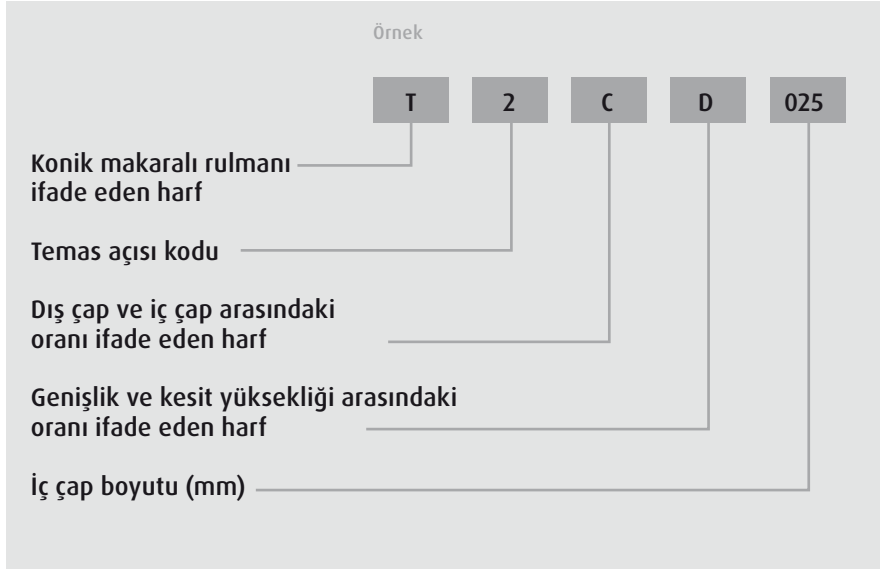 Örnek
T 2 C D 025
Konik makaralı rulmanı
ifade eden harf
Temas açısı kodu
Dış çap ve iç çap arasındaki
oranı ifade eden harf
Genişlik ve kesit yüksekliği arasındaki
oranı ifade eden harf
İç çap boyutu (mm)